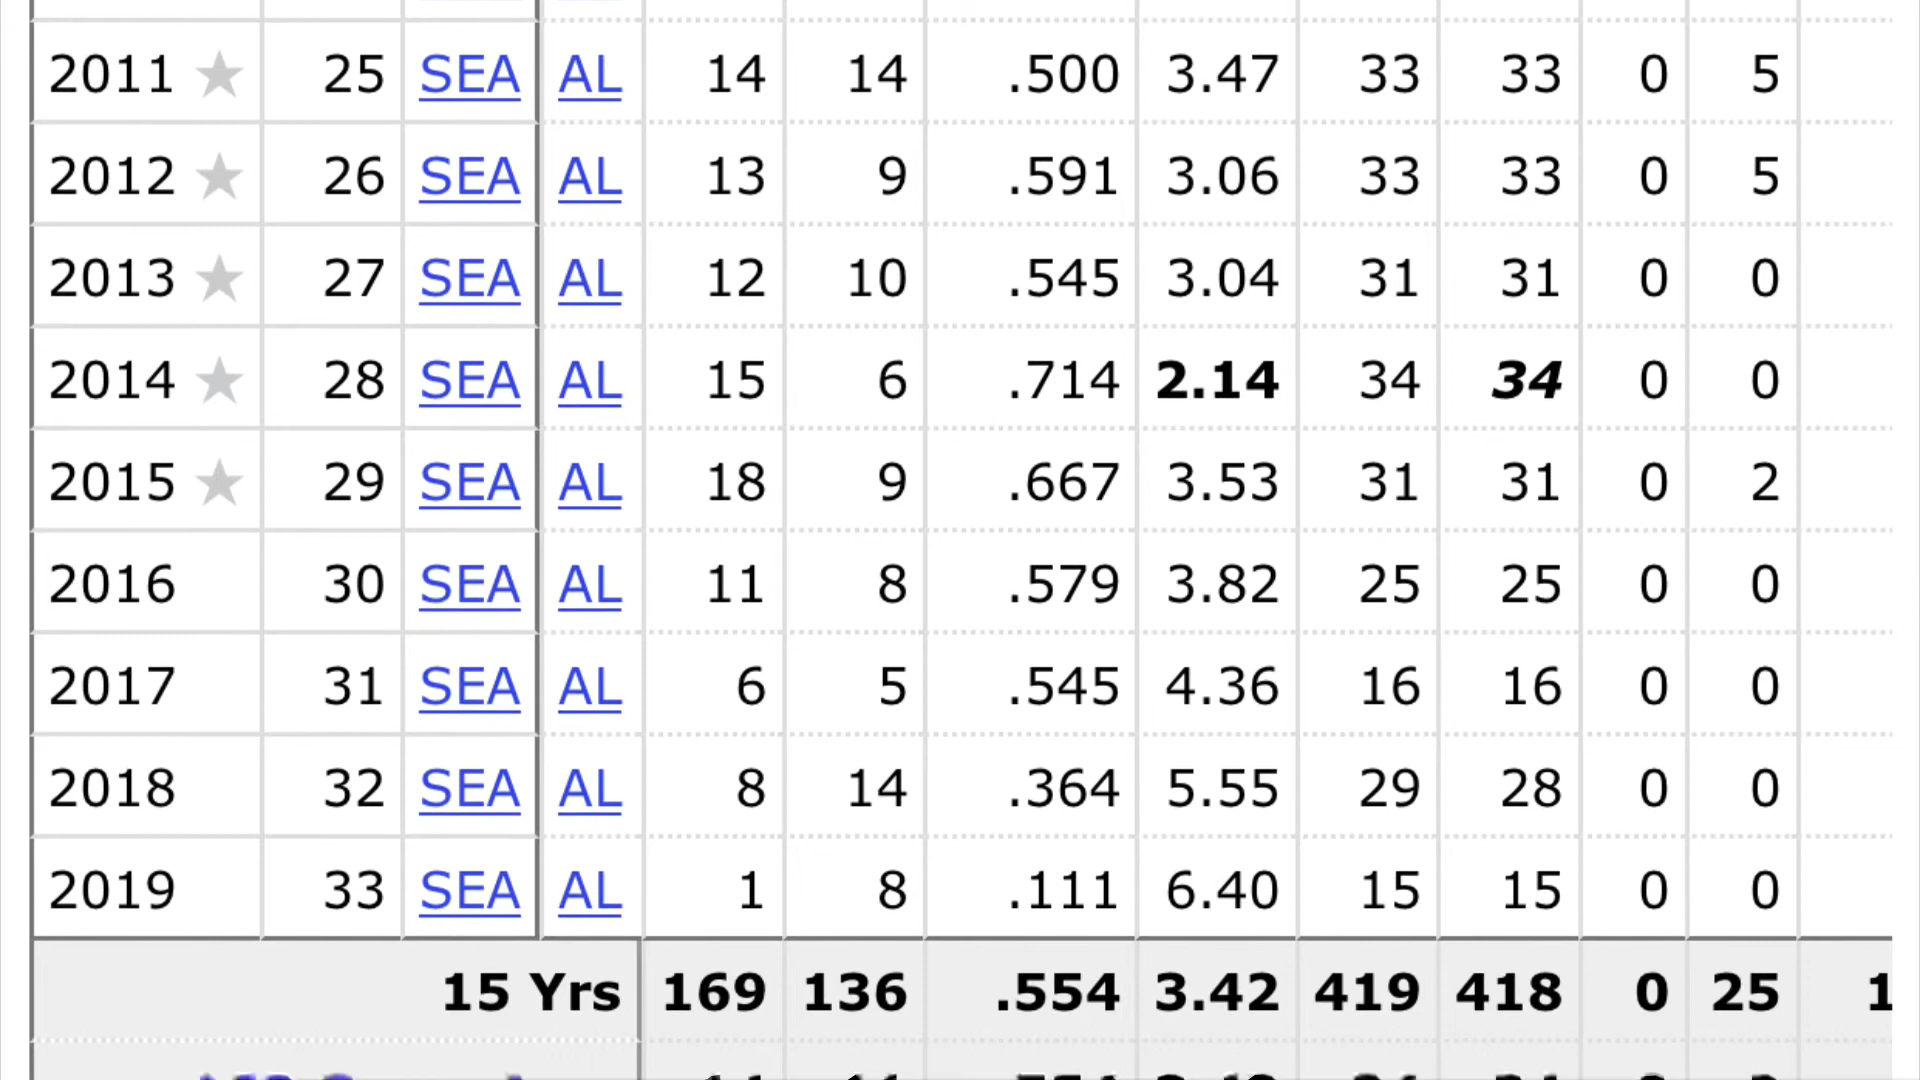 2011 ★ 25 SEA AL 14 14 .500 3.47 33 33 0 5
2012 ★ 26 SEA AL 13 9 .591 3.06 33 33 0 5
2013 ★ 27 SEA AL 12 10 .545 3.04 31 31 0 0
2014 ★ 28 SEA AL 15 6 .714 2.14 34 34 0 0
2015 ★ 29 SEA AL 18 9 .667 3.53 31 31 0 2
2016 30 SEA AL 11 8 .579 3.82 25 25 0 0
2017 31 SEA AL 6 5 .545 4.36 16 16 0 0
2018 32 SEA AL 8 14 .364 5.55 29 28 0 0
2019 33 SEA AL 1 8 .111 6.40 15 15 0 0
15 Yrs 169 136 .554 3.42 419 418 0 25 1